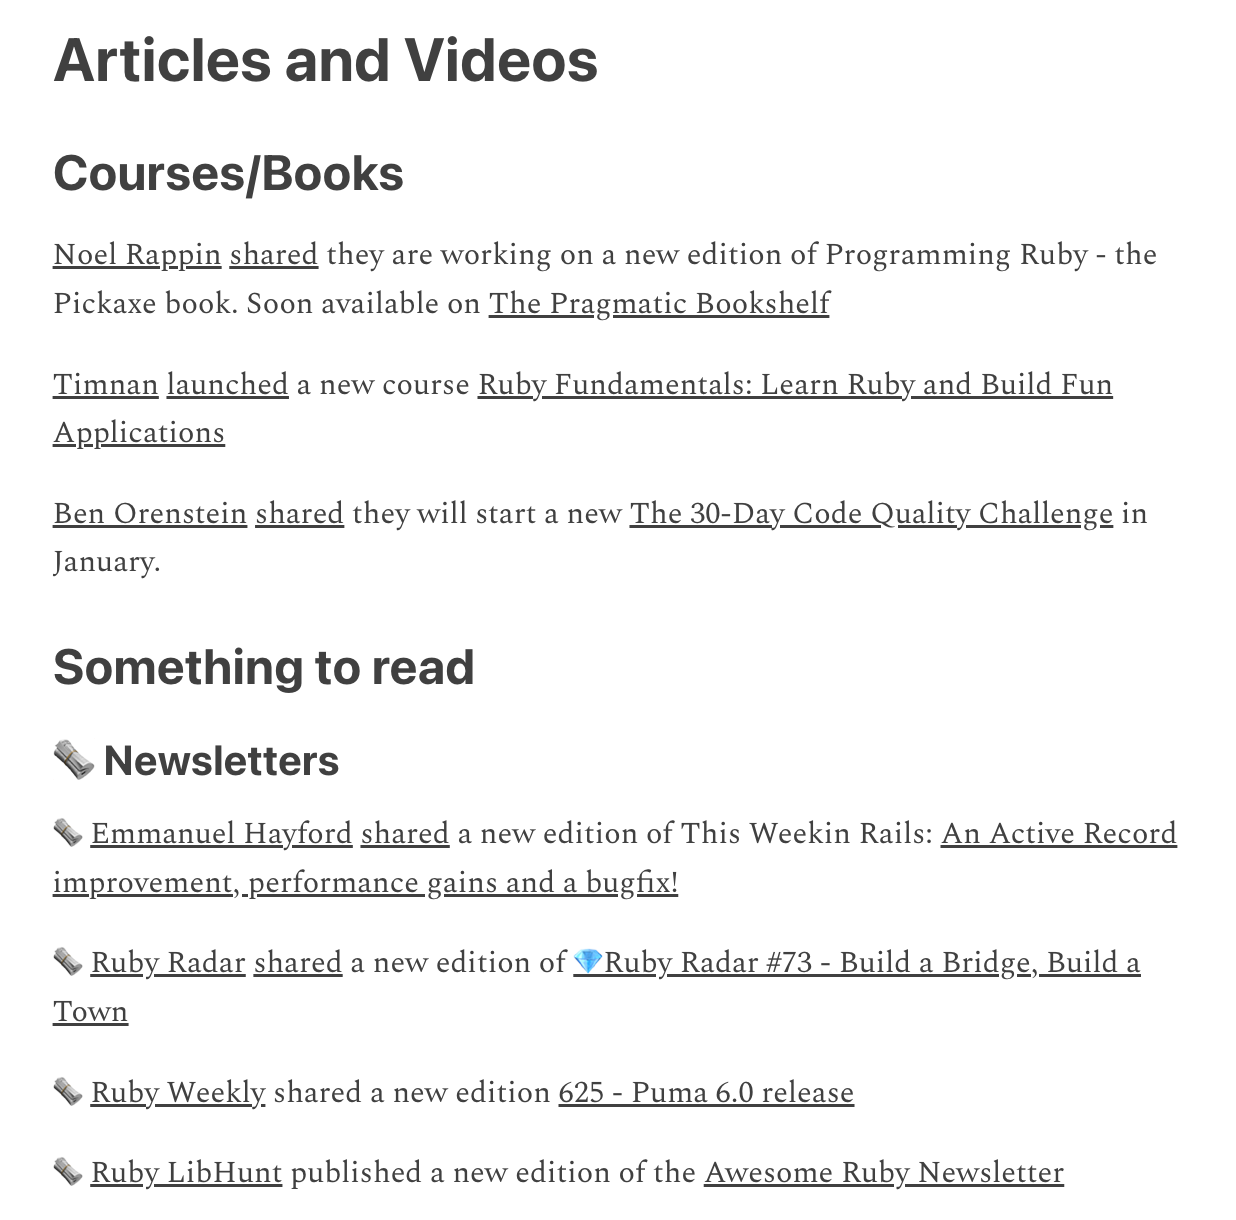 Articles and Videos
Courses/Books
Noel Rappin shared they are working on a new edition of Programming Ruby - the
Pickaxe book. Soon available on The Pragmatic Bookshelf
Timnan launched a new course Ruby Fundamentals: Learn Ruby and Build Fun
Applications
Ben Orenstein shared they will start a new The 30-Day Code Quality Challenge in
January.
Something to read
🗞️ Newsletters
🗞️ Emmanuel Hayford shared a new edition of This Weekin Rails: An Active Record
improvement, performance gains and a bugfix!
🗞️ Ruby Radar shared a new edition of 💎Ruby Radar #73 - Build a Bridge, Build a
Town
🗞️ Ruby Weekly shared a new edition 625 - Puma 6.0 release
🗞️ Ruby LibHunt published a new edition of the Awesome Ruby Newsletter